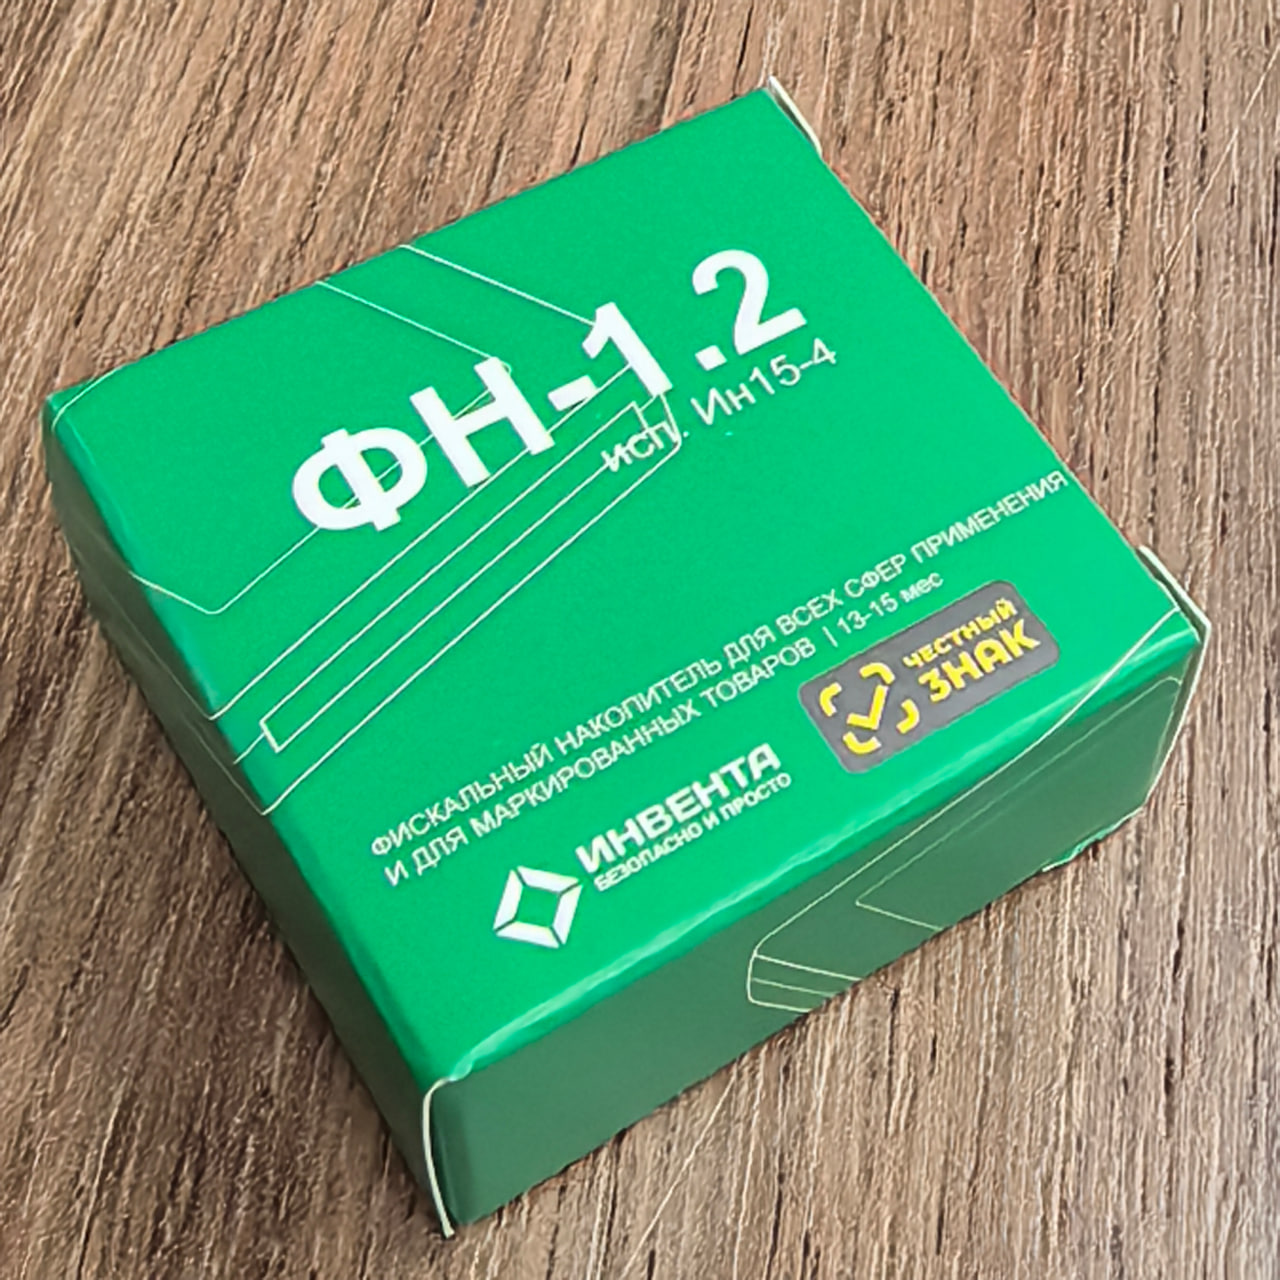 ФН-1.2
исп. Ин15-4
ФИСКАЛЬНЫЙ НАКОПИТЕЛЬ ДЛЯ ВСЕХ СФЕР ПРИМЕНЕНИЯ
И ДЛЯ МАРКИРОВАННЫХ ТОВАРОВ | 13-15 мес
ЧЕСТНЫЙ
ЗНАК
ИНВЕНТА
БЕЗОПАСНО И ПРОСТО